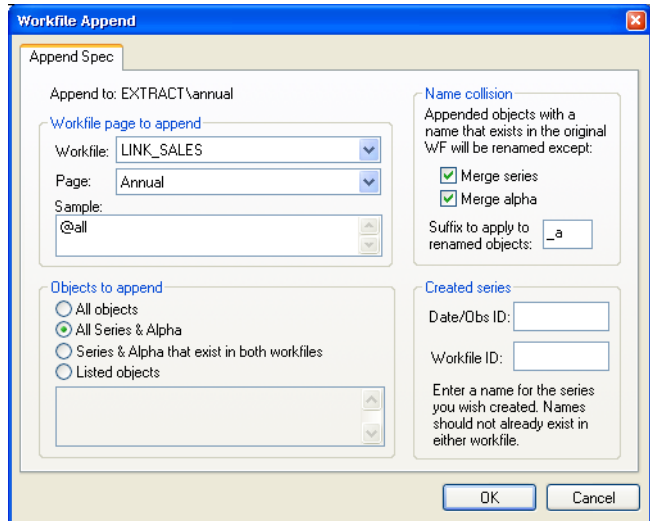 Workfile Append
Append Spec
Append to: EXTRACT\annual
Workfile page to append
Workfile: LINK_SALES
Page: Annual
Sample:
@all
Objects to append
All objects
All Series & Alpha
Series & Alpha that exist in both workfiles
Listed objects
Name collision
Appended objects with a
name that exists in the original
WF will be renamed except:
Merge series
Merge alpha
Suffix to apply to
renamed objects: _a
Created series
Date/Obs ID:
Workfile ID:
Enter a name for the series
you wish created. Names
should not already exist in
either workfile.
OK Cancel